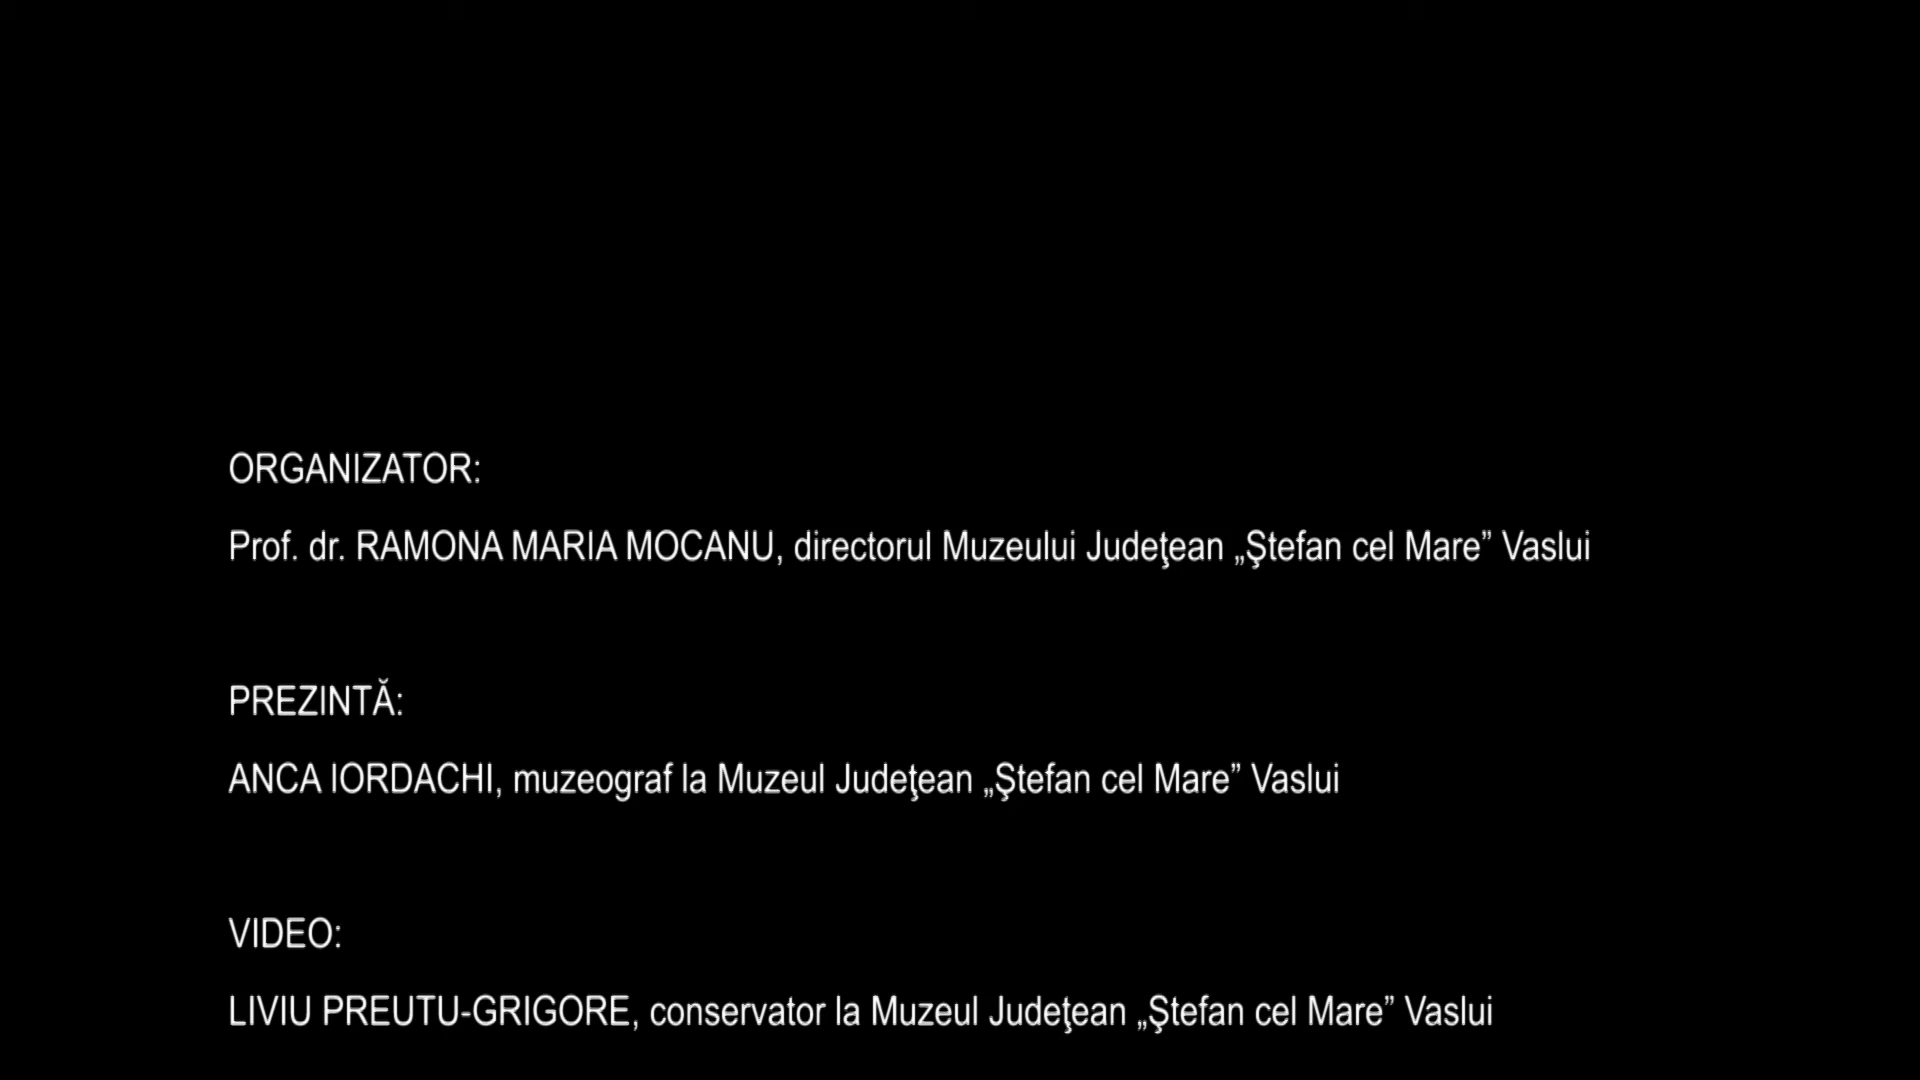 ORGANIZATOR:
Prof. dr. RAMONA MARIA MOCANU, directorul Muzeului Judeţean „Ştefan cel Mare” Vaslui
PREZINTĂ:
ANCA IORDACHI, muzeograf la Muzeul Judeţean „Ştefan cel Mare” Vaslui
VIDEO:
LIVIU PREUTU-GRIGORE, conservator la Muzeul Judeţean „Ştefan cel Mare” Vaslui